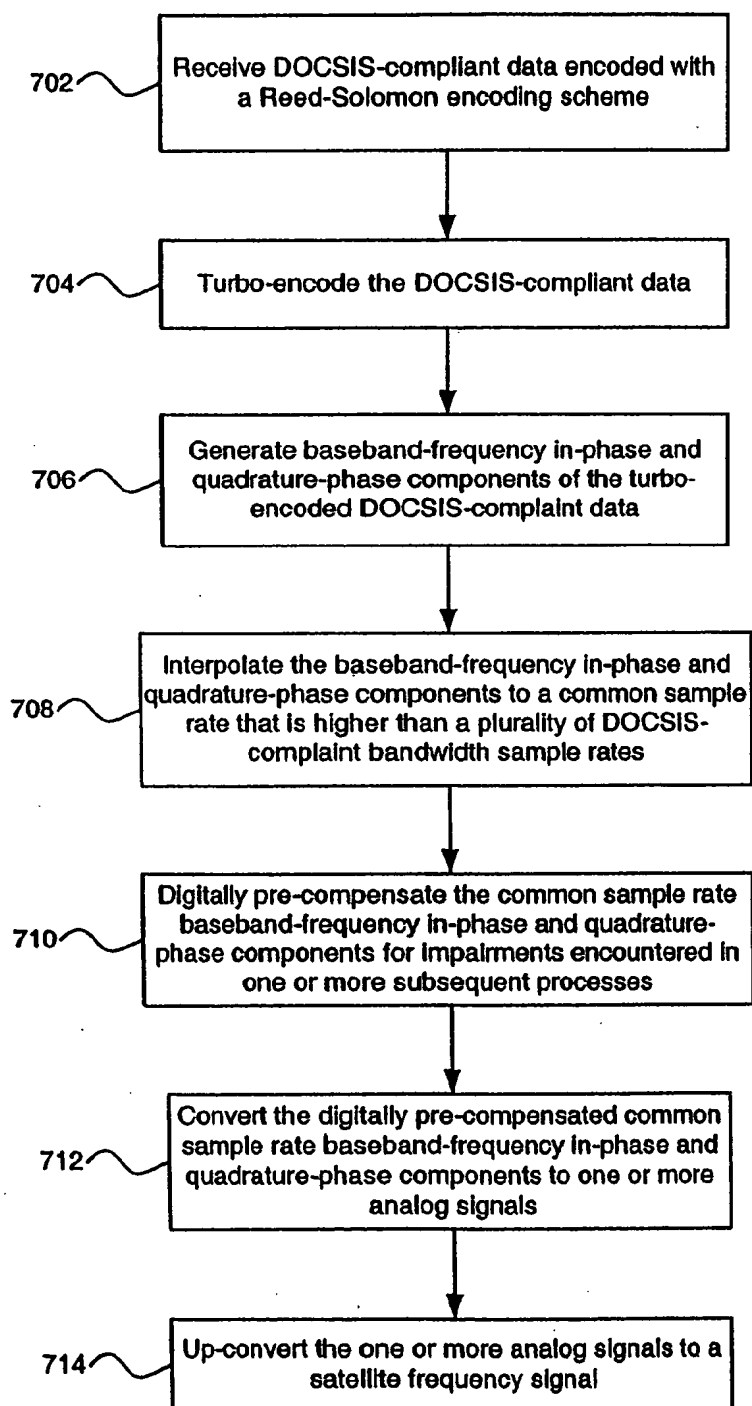 702
Receive DOCSIS-compliant data encoded with
a Reed-Solomon encoding scheme
704
Turbo-encode the DOCSIS-compliant data
706
Generate baseband-frequency in-phase and
quadrature-phase components of the turbo-
encoded DOCSIS-complaint data
708
Interpolate the baseband-frequency in-phase and
quadrature-phase components to a common sample
rate that is higher than a plurality of DOCSIS-
complaint bandwidth sample rates
710
Digitally pre-compensate the common sample rate
baseband-frequency in-phase and quadrature-
phase components for impairments encountered in
one or more subsequent processes
712
Convert the digitally pre-compensated common
sample rate baseband-frequency in-phase and
quadrature-phase components to one or more
analog signals
714
Up-convert the one or more analog signals to a
satellite frequency signal